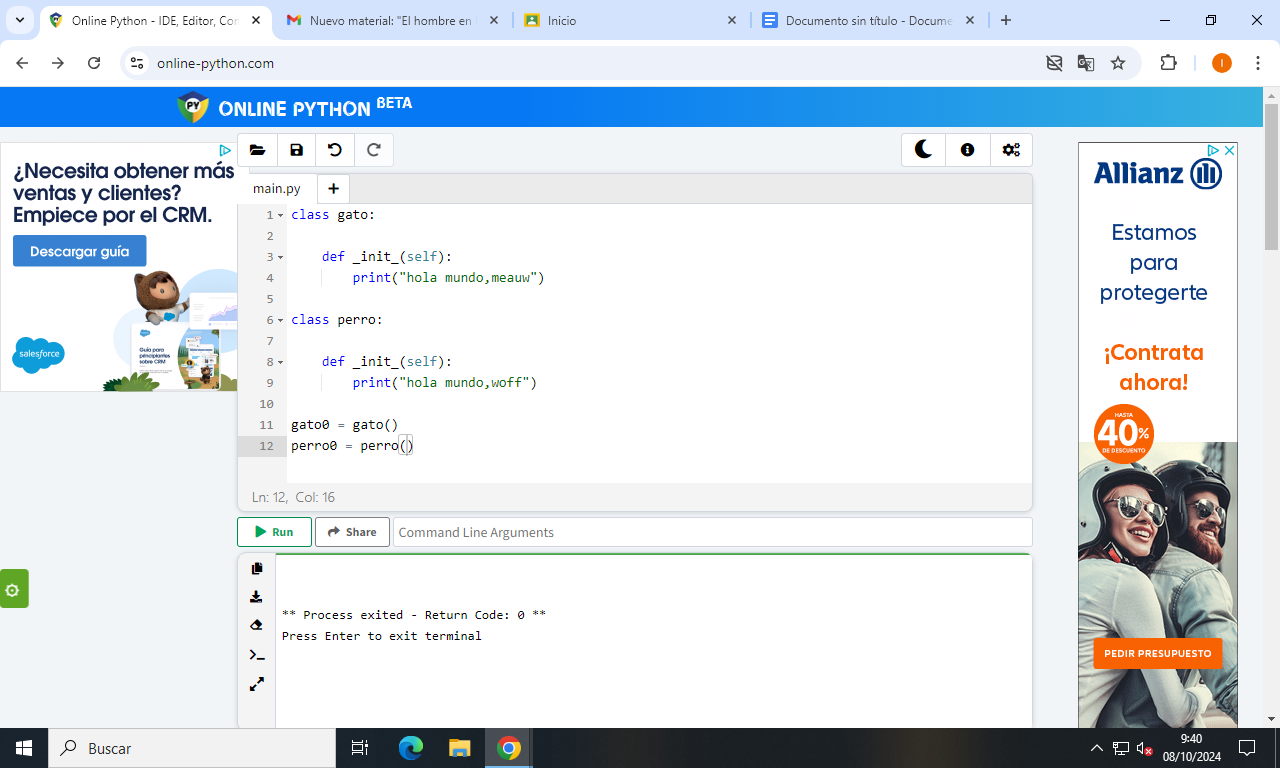 Online Python - IDE, Editor, Con
Nuevo material: "El hombre en
Inicio
Documento sin título - Docume
online-python.com
I
PY ONLINE PYTHON BETA
¿Necesita obtener más
ventas y clientes?
Empiece por el CRM.
Descargar guía
Guía para
principiantes
sobre CRM
salesforce
main.py
+
1 class gato:
2
3 def _init_(self):
4 print("hola mundo,meauw")
5
6 class perro:
7
8 def _init_(self):
9 print("hola mundo,woff")
10
11 gato0 = gato()
12 perro0 = perro()
Ln: 12, Col: 16
Run
Share
Command Line Arguments
** Process exited - Return Code: 0 **
Press Enter to exit terminal
Allianz
Estamos
para
protegerte
¡Contrata
ahora!
HASTA
40%
DE DESCUENTO
PEDIR PRESUPUESTO
Buscar
9:40
08/10/2024